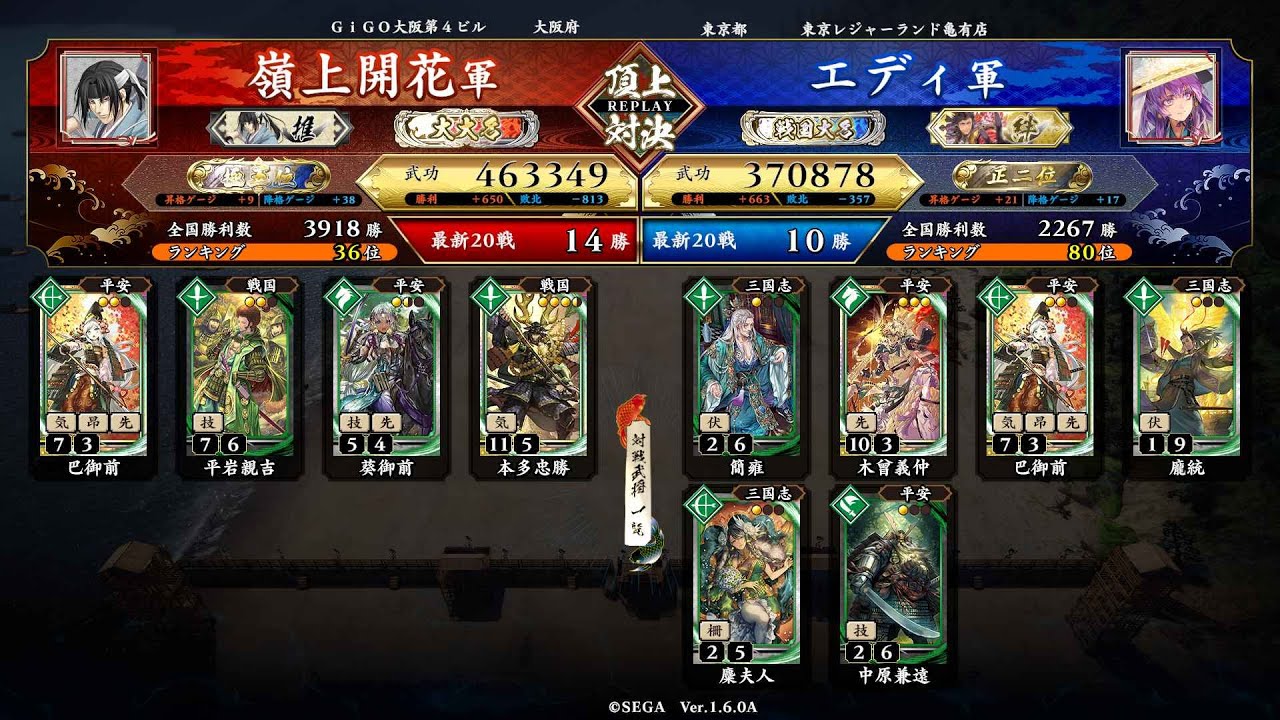 GiGO大阪第4ビル 大阪府
東京都 東京レジャーランド亀有店
嶺上開花軍
頂上
REPLAY
対決
エディ軍
推
大大名
戦国大名
絆
武功 463349
昇格ゲージ +9 降格ゲージ +38
勝利 +650 敗北 -813
武功 370878
勝利 +663 敗北 -357
正二位
昇格ゲージ +21 降格ゲージ +17
全国勝利数 3918 勝
ランキング 36位
最新20戦 14 勝
最新20戦 10 勝
全国勝利数 2267 勝
ランキング 80位
平安
気 昂 先
7 3
巴御前
戦国
技
7 6
平岩親吉
平安
技 先
5 4
葵御前
戦国
気
11 5
本多忠勝
対戦武将一覧
三国志
伏
2 6
簡雍
平安
先
10 3
木曾義仲
平安
気 昂 先
7 3
巴御前
三国志
伏
1 9
龐統
三国志
柵
2 5
麋夫人
平安
技
2 6
中原兼遠
©SEGA Ver.1.6.0A